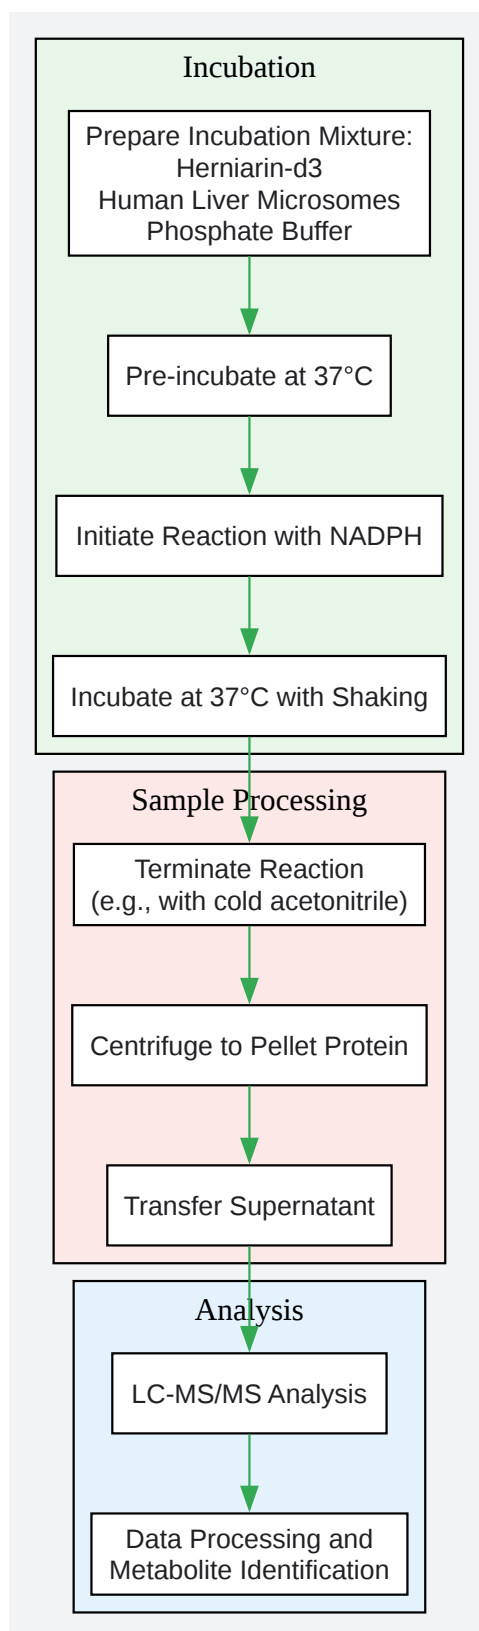 Incubation
Prepare Incubation Mixture:
Herniarin-d3
Human Liver Microsomes
Phosphate Buffer
Pre-incubate at 37°C
Initiate Reaction with NADPH
Incubate at 37°C with Shaking
Sample Processing
Terminate Reaction
(e.g., with cold acetonitrile)
Centrifuge to Pellet Protein
Transfer Supernatant
Analysis
LC-MS/MS Analysis
Data Processing and
Metabolite Identification